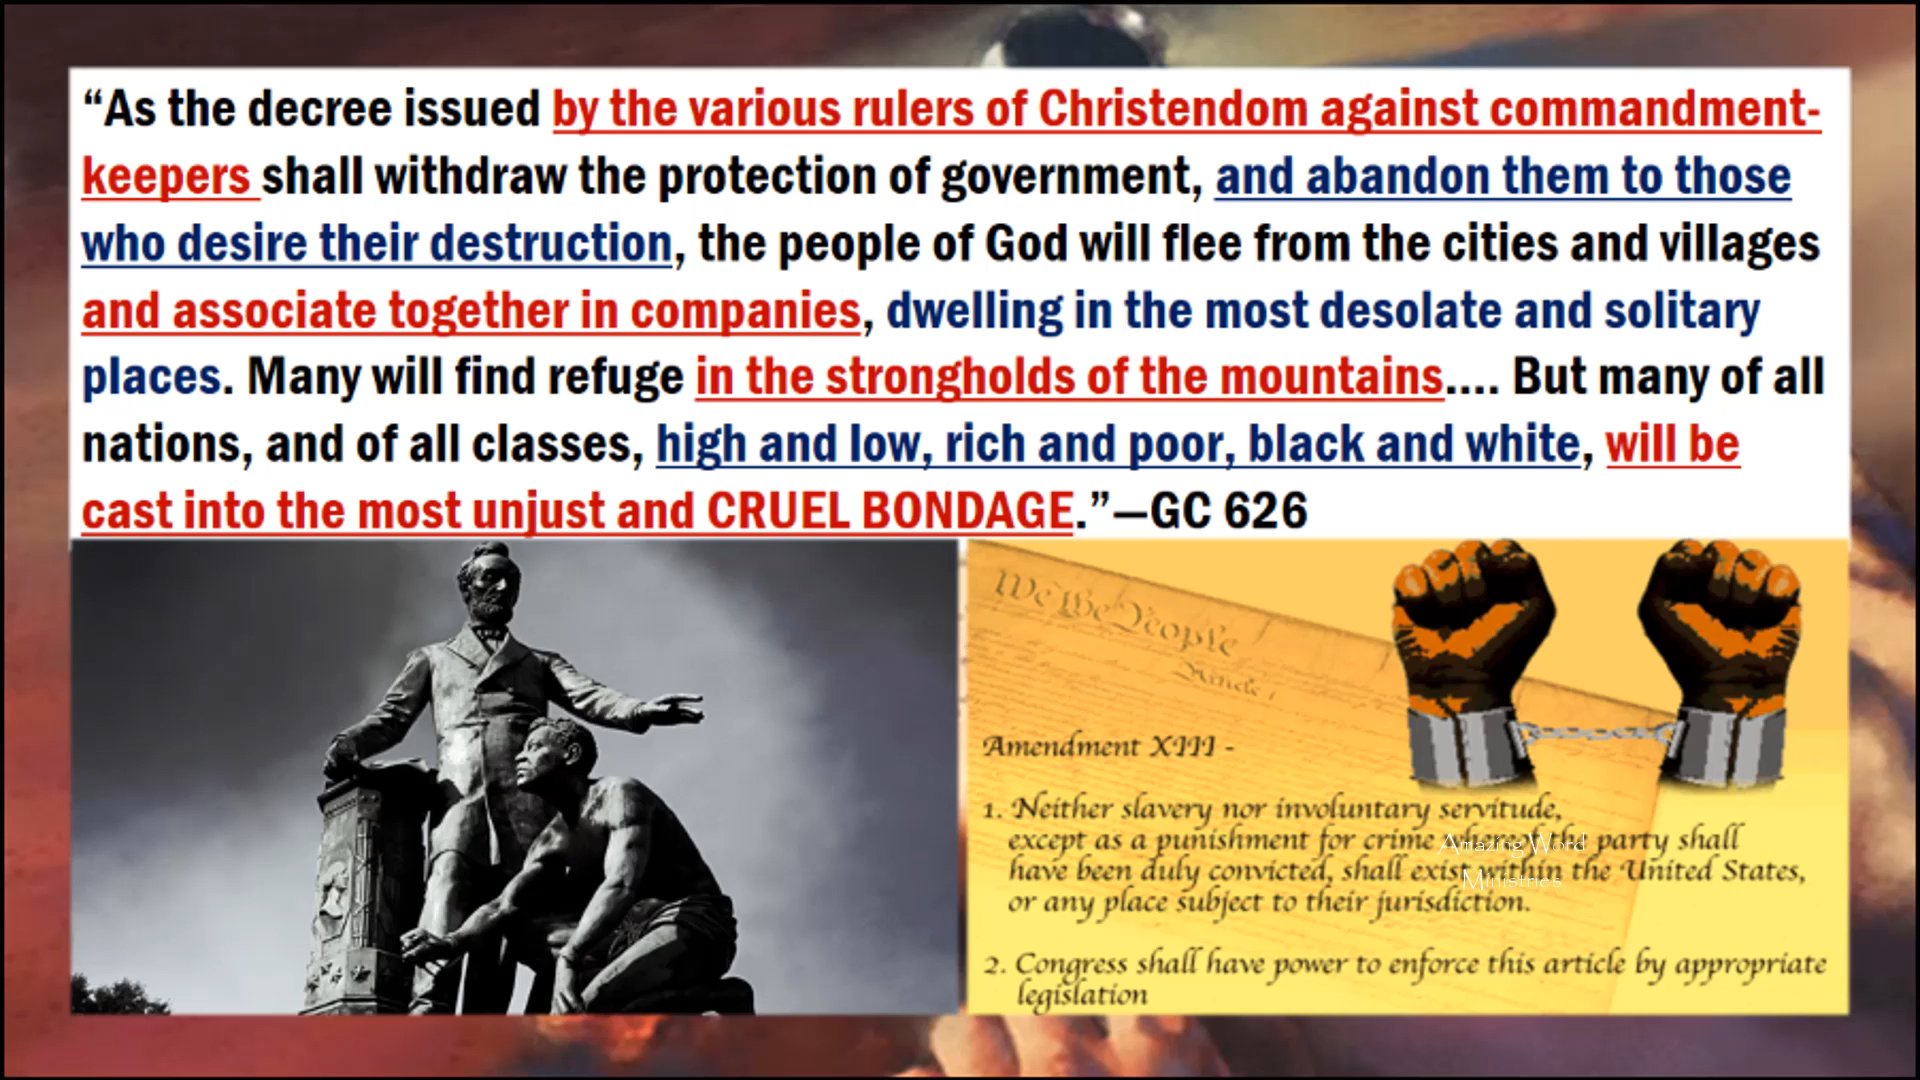 “As the decree issued by the various rulers of Christendom against commandment-
keepers shall withdraw the protection of government, and abandon them to those
who desire their destruction, the people of God will flee from the cities and villages
and associate together in companies, dwelling in the most desolate and solitary
places. Many will find refuge in the strongholds of the mountains.... But many of all
nations, and of all classes, high and low, rich and poor, black and white, will be
cast into the most unjust and CRUEL BONDAGE.”—GC 626
We the People
Article 1
Amendment XIII -
1. Neither slavery nor involuntary servitude,
except as a punishment for crime whereof the party shall
have been duly convicted, shall exist within the United States,
or any place subject to their jurisdiction.
2. Congress shall have power to enforce this article by appropriate
legislation
Amazing Word
Ministries